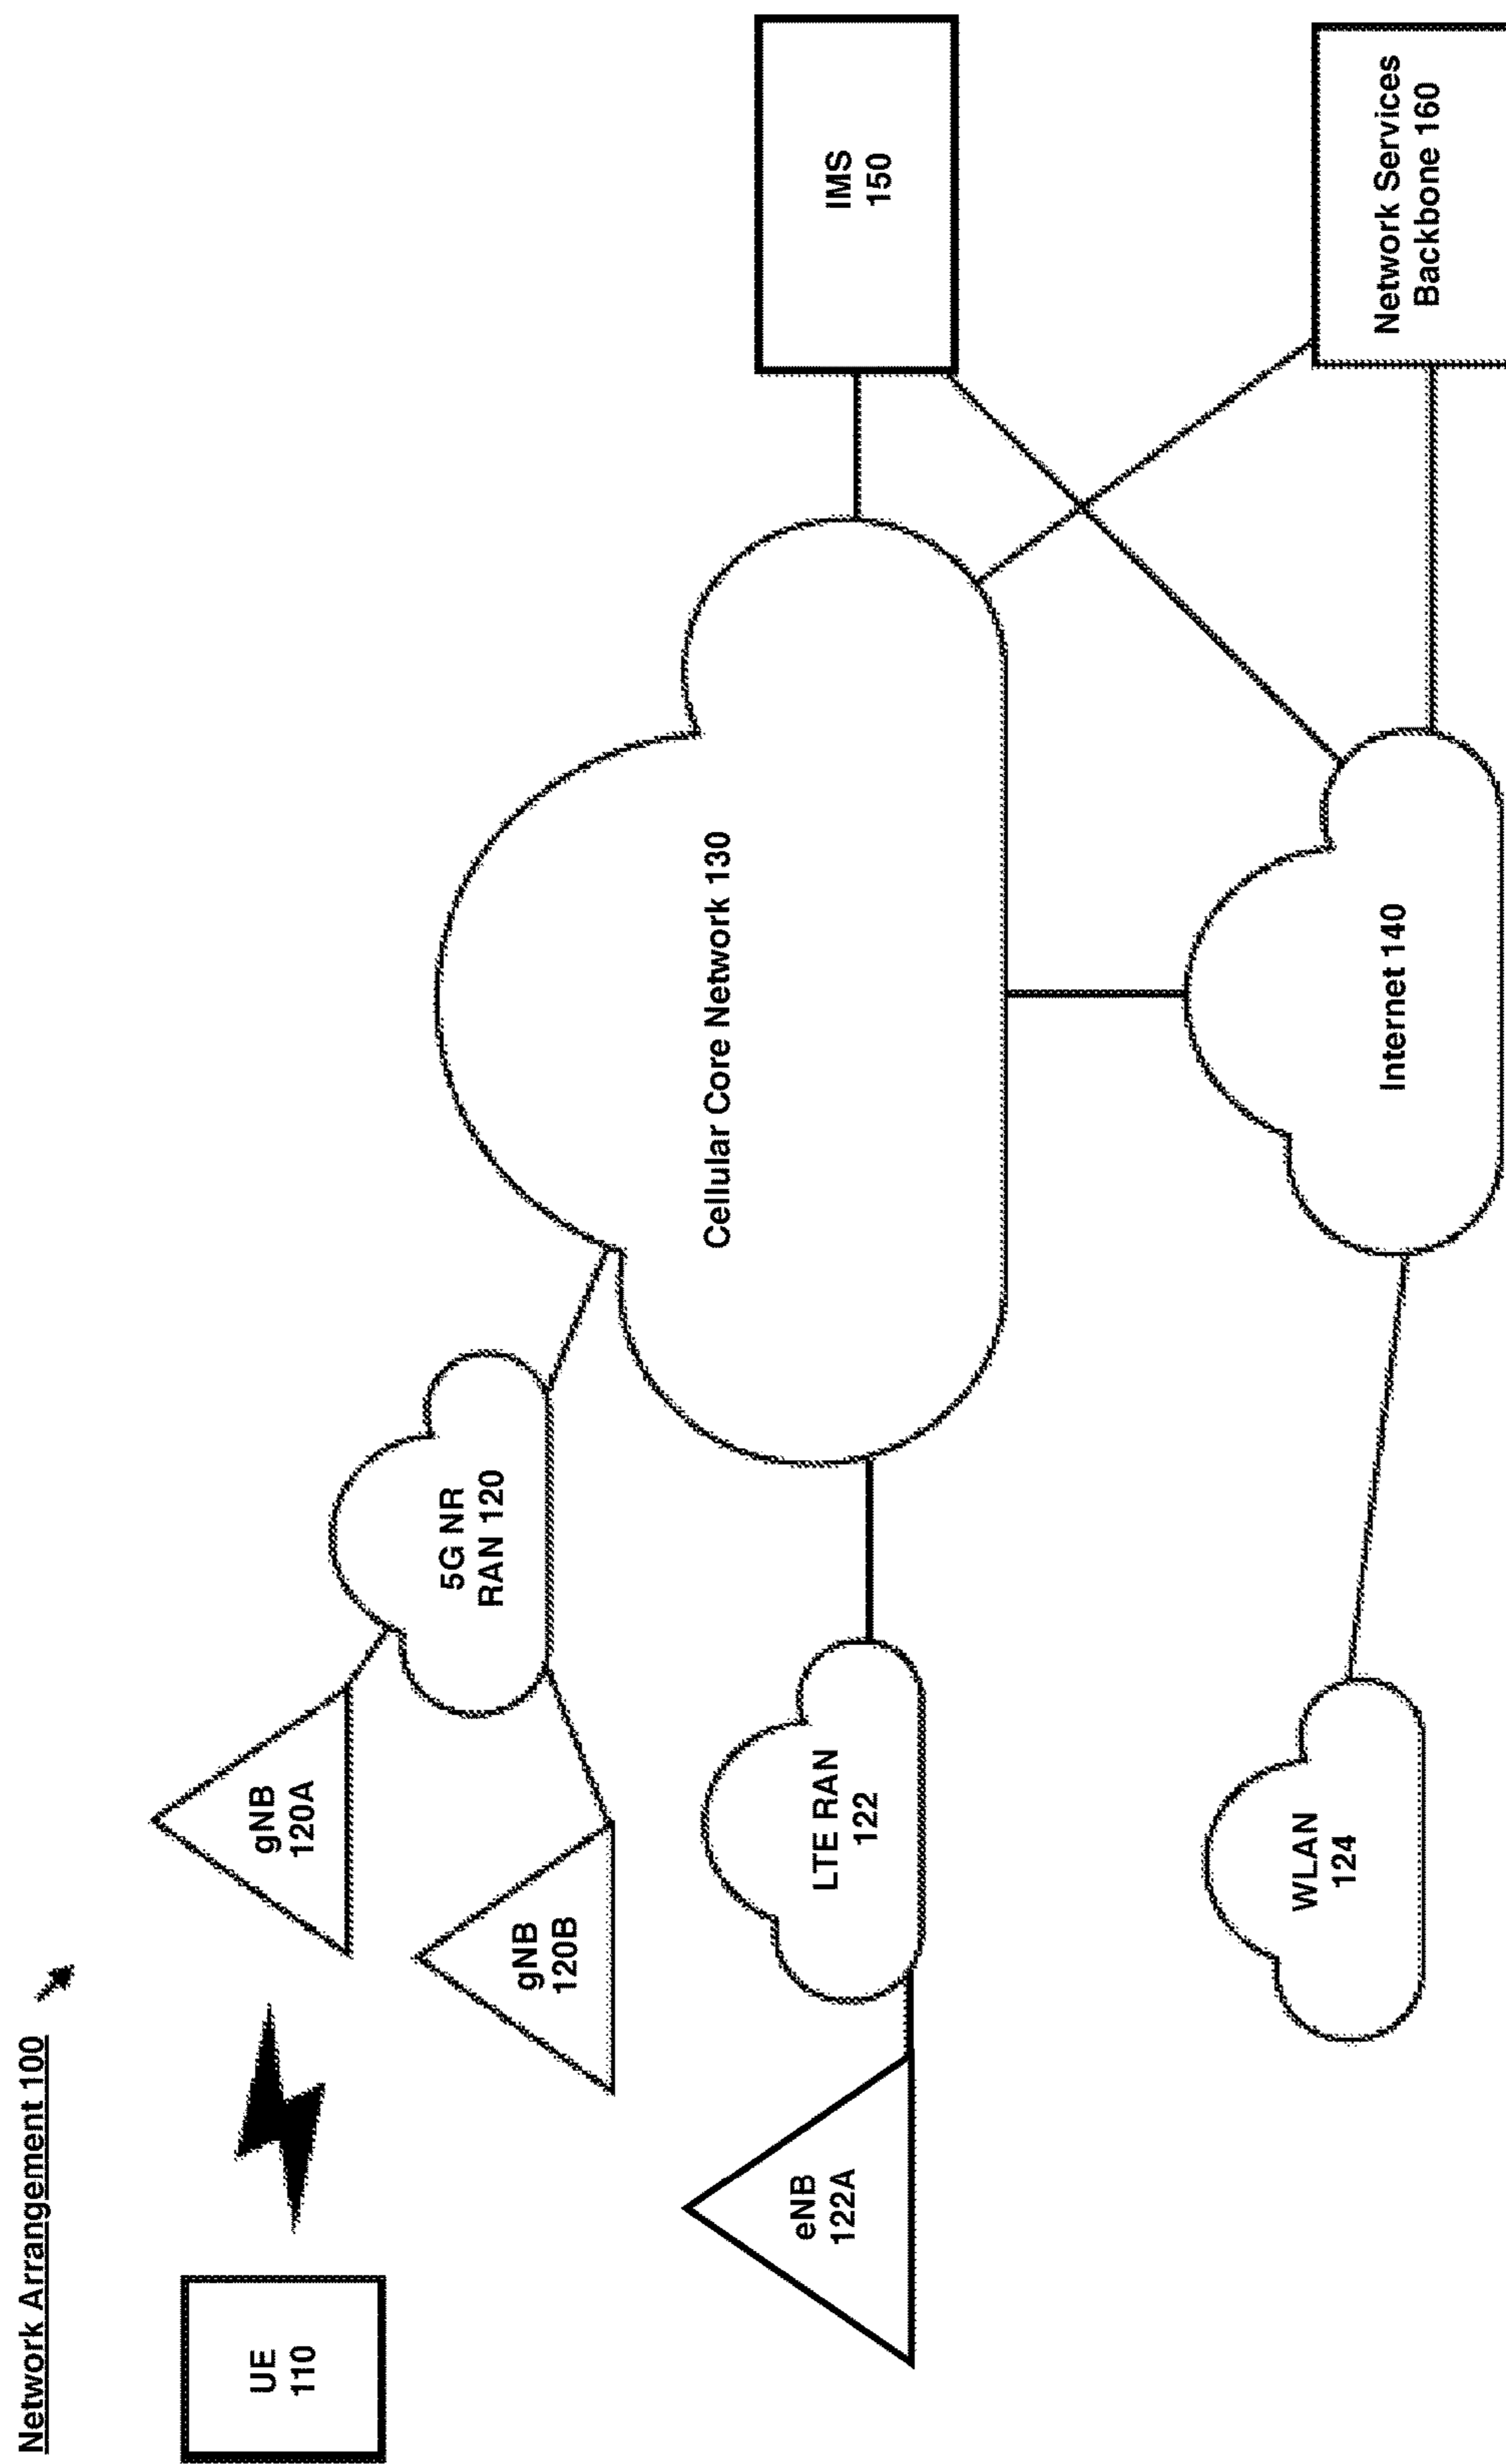 Network Arrangement 100
UE
110
gNB
120A
gNB
120B
5G NR
RAN 120
eNB
122A
LTE RAN
122
Cellular Core Network 130
IMS
150
WLAN
124
Internet 140
Network Services
Backbone 160